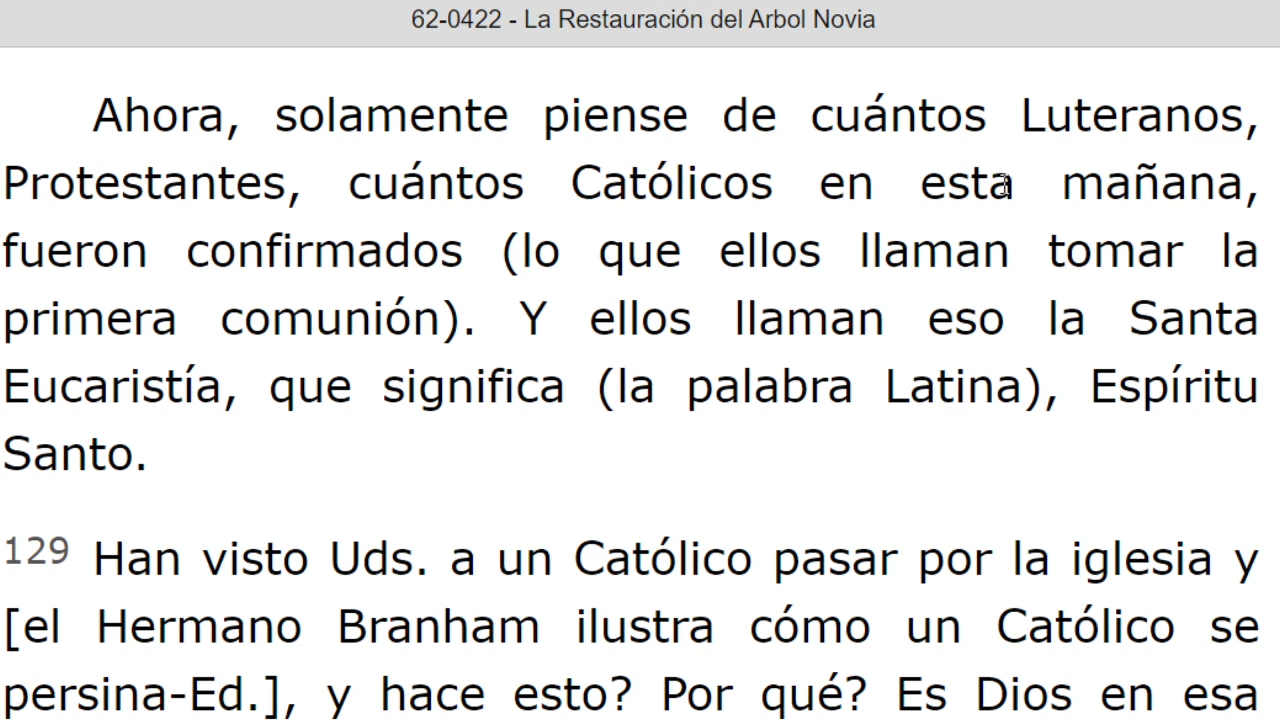 62-0422 - La Restauración del Arbol Novia
Ahora, solamente piense de cuántos Luteranos,
Protestantes, cuántos Católicos en esta mañana,
fueron confirmados (lo que ellos llaman tomar la
primera comunión). Y ellos llaman eso la Santa
Eucaristía, que significa (la palabra Latina), Espíritu
Santo.
129 Han visto Uds. a un Católico pasar por la iglesia y
[el Hermano Branham ilustra cómo un Católico se
persina-Ed.], y hace esto? Por qué? Es Dios en esa